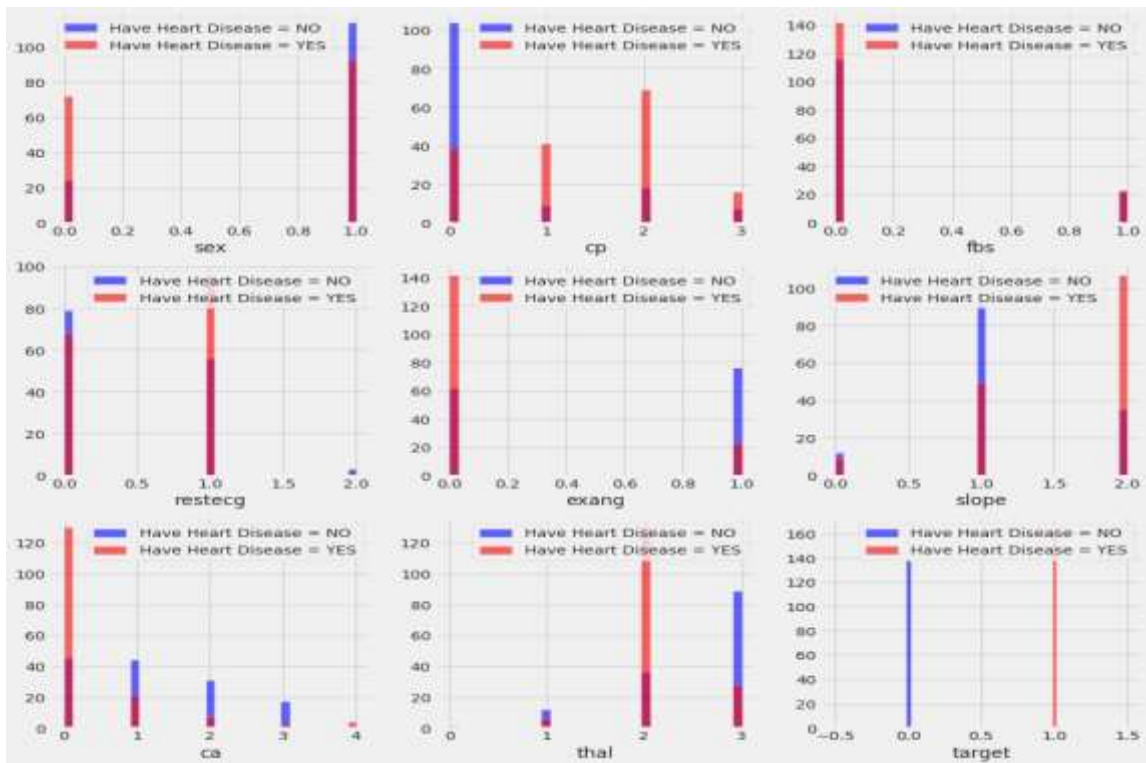 Have Heart Disease = NO
Have Heart Disease = YES
100
80
60
40
20
0
0.0 0.2 0.4 0.6 0.8 1.0
sex
Have Heart Disease = NO
Have Heart Disease = YES
100
80
60
40
20
0
0 1 2 3
cp
Have Heart Disease = NO
Have Heart Disease = YES
140
120
100
80
60
40
20
0
0.0 0.2 0.4 0.6 0.8 1.0
fbs
Have Heart Disease = NO
Have Heart Disease = YES
100
80
60
40
20
0
0.0 0.5 1.0 1.5 2.0
restecg
Have Heart Disease = NO
Have Heart Disease = YES
140
120
100
80
60
40
20
0
0.0 0.2 0.4 0.6 0.8 1.0
exang
Have Heart Disease = NO
Have Heart Disease = YES
100
80
60
40
20
0
0.0 0.5 1.0 1.5 2.0
slope
Have Heart Disease = NO
Have Heart Disease = YES
120
100
80
60
40
20
0
0 1 2 3 4
ca
Have Heart Disease = NO
Have Heart Disease = YES
120
100
80
60
40
20
0
0 1 2 3
thal
Have Heart Disease = NO
Have Heart Disease = YES
160
140
120
100
80
60
40
20
0
−0.5 0.0 0.5 1.0 1.5
target